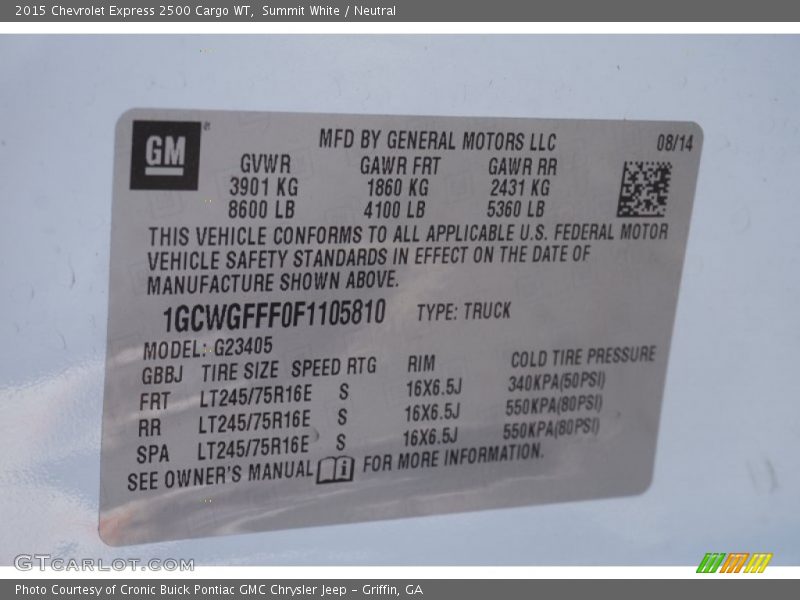 2015 Chevrolet Express 2500 Cargo WT, Summit White / Neutral
GM
MFD BY GENERAL MOTORS LLC 08/14
GVWR GAWR FRT GAWR RR
3901 KG 1860 KG 2431 KG
8600 LB 4100 LB 5360 LB
THIS VEHICLE CONFORMS TO ALL APPLICABLE U.S. FEDERAL MOTOR
VEHICLE SAFETY STANDARDS IN EFFECT ON THE DATE OF
MANUFACTURE SHOWN ABOVE.
1GCWGFFF0F1105810 TYPE: TRUCK
MODEL: G23405
GBBJ TIRE SIZE SPEED RTG RIM COLD TIRE PRESSURE
FRT LT245/75R16E S 16X6.5J 340KPA(50PSI)
RR LT245/75R16E S 16X6.5J 550KPA(80PSI)
SPA LT245/75R16E S 16X6.5J 550KPA(80PSI)
SEE OWNER'S MANUAL FOR MORE INFORMATION.
GTcarlot.com
Photo Courtesy of Cronic Buick Pontiac GMC Chrysler Jeep - Griffin, GA